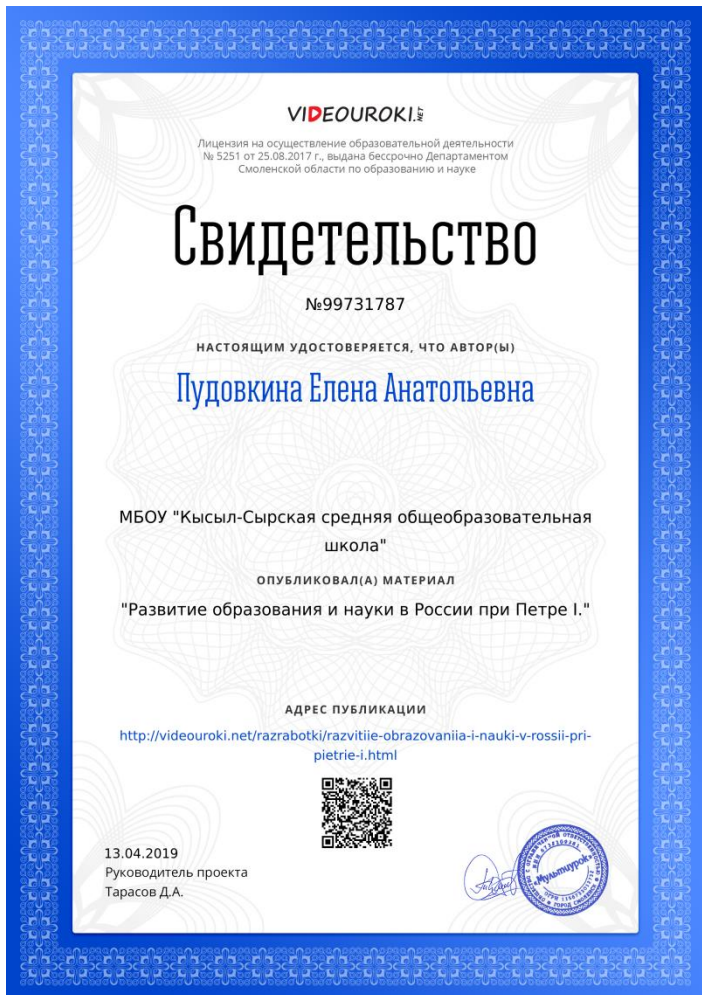 VIDEOUROKI.NET
Лицензия на осуществление образовательной деятельности
№ 5251 от 25.08.2017 г., выдана бессрочно Департаментом
Смоленской области по образованию и науке
Свидетельство
№99731787
НАСТОЯЩИМ УДОСТОВЕРЯЕТСЯ, ЧТО АВТОР(Ы)
Пудовкина Елена Анатольевна
МБОУ "Кысыл-Сырская средняя общеобразовательная
школа"
ОПУБЛИКОВАЛ(А) МАТЕРИАЛ
"Развитие образования и науки в России при Петре I."
АДРЕС ПУБЛИКАЦИИ
http://videouroki.net/razrabotki/razvitiie-obrazovaniia-i-nauki-v-rossii-pri-
pietrie-i.html
13.04.2019
Руководитель проекта
Тарасов Д.А.
«Мультиурок»